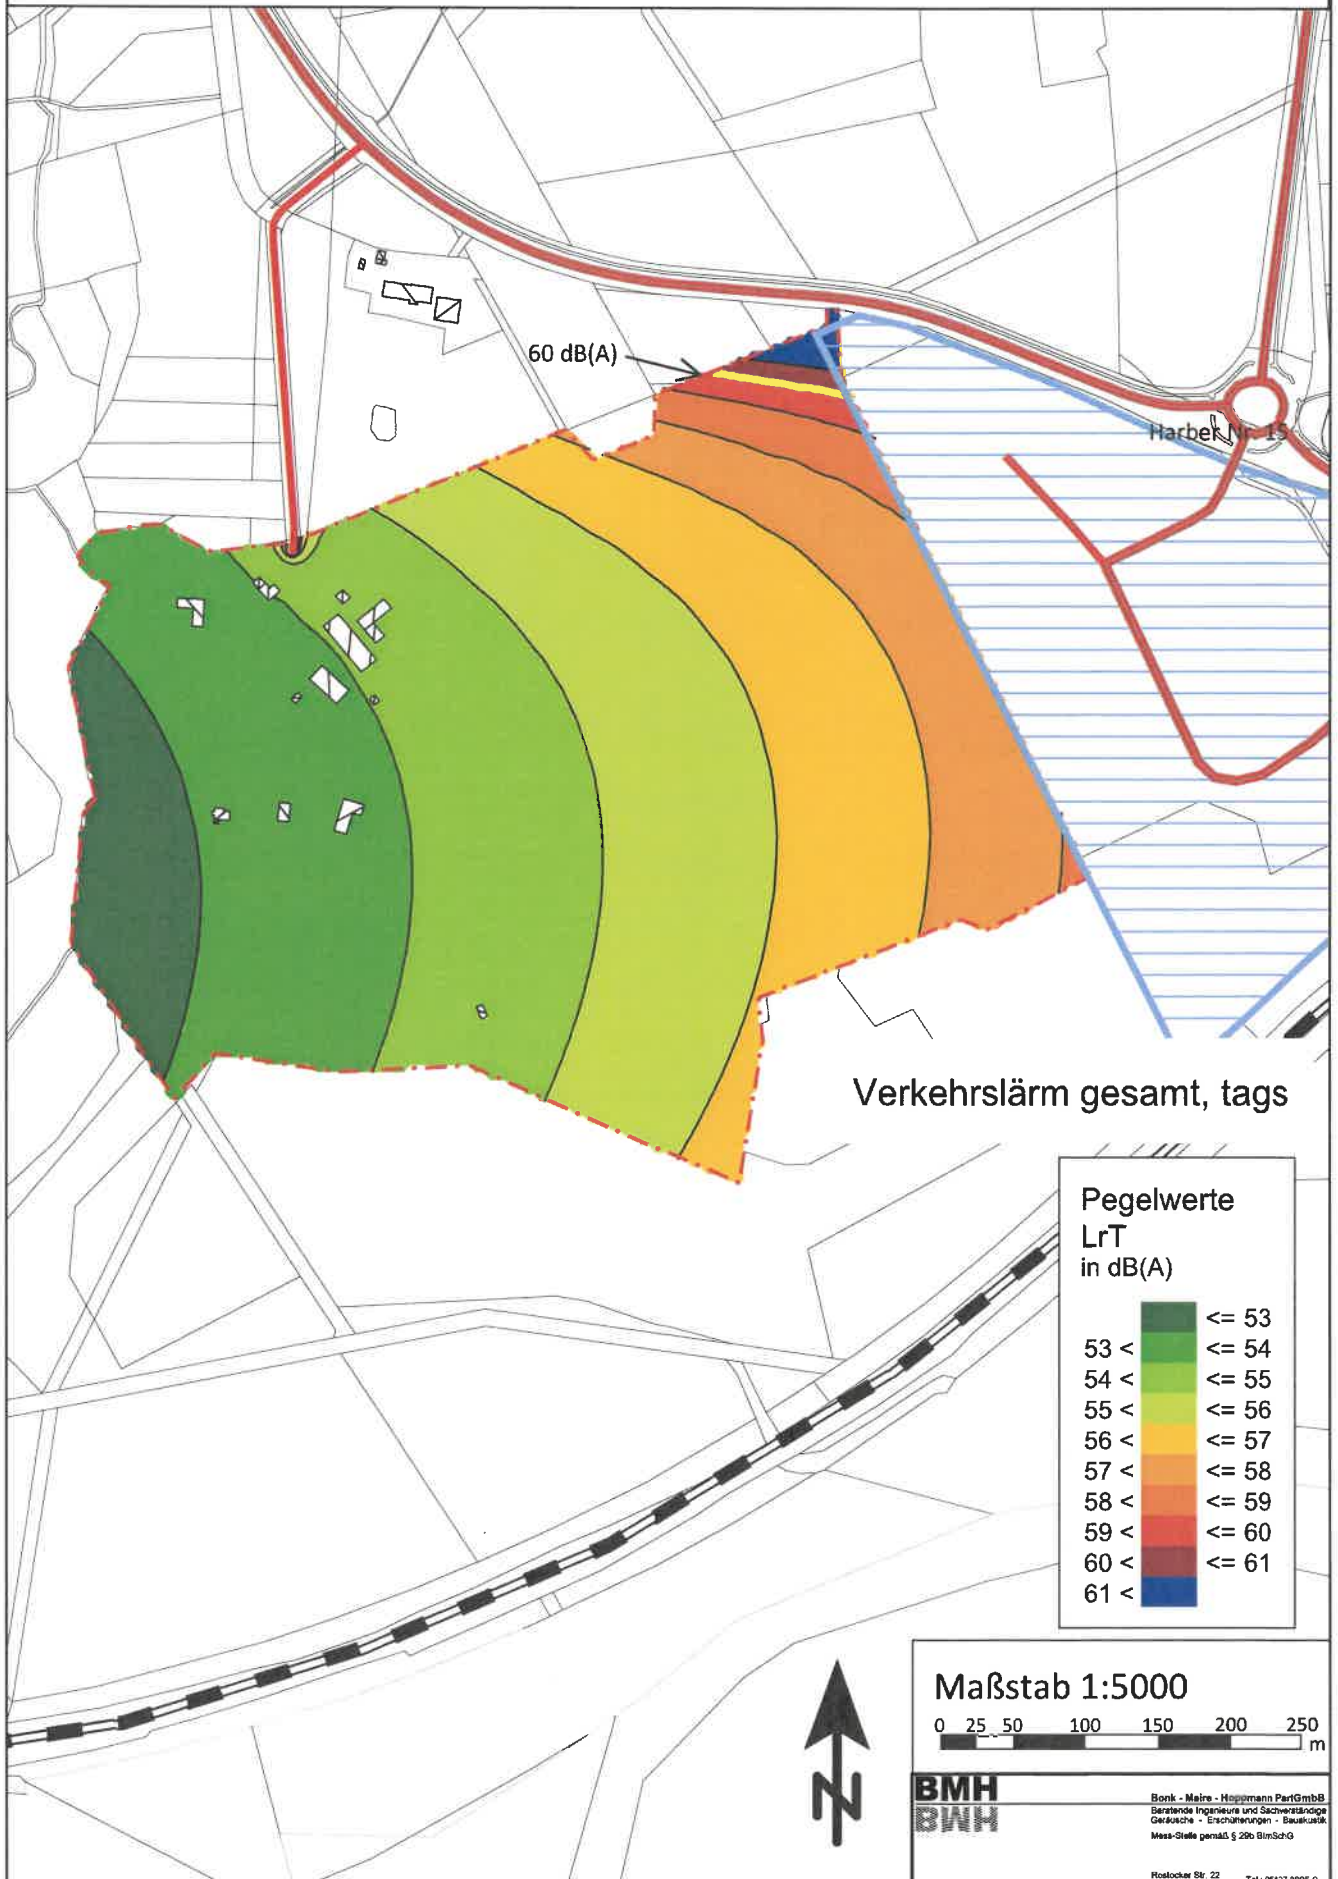 60 dB(A)
Harber Nr. 15
Verkehrslärm gesamt, tags
Pegelwerte
LrT
in dB(A)
<= 53
53 < <= 54
54 < <= 55
55 < <= 56
56 < <= 57
57 < <= 58
58 < <= 59
59 < <= 60
60 < <= 61
61 <
Maßstab 1:5000
0 25 50 100 150 200 250
m
N
BMH
BMH
Bonk - Maire - Hoppmann PartGmbB
Beratende Ingenieure und Sachverständige
Geräusche - Erschütterungen - Bauakustik
Mess-Stelle gemäß § 29b BImSchG
Rostocker Str. 22